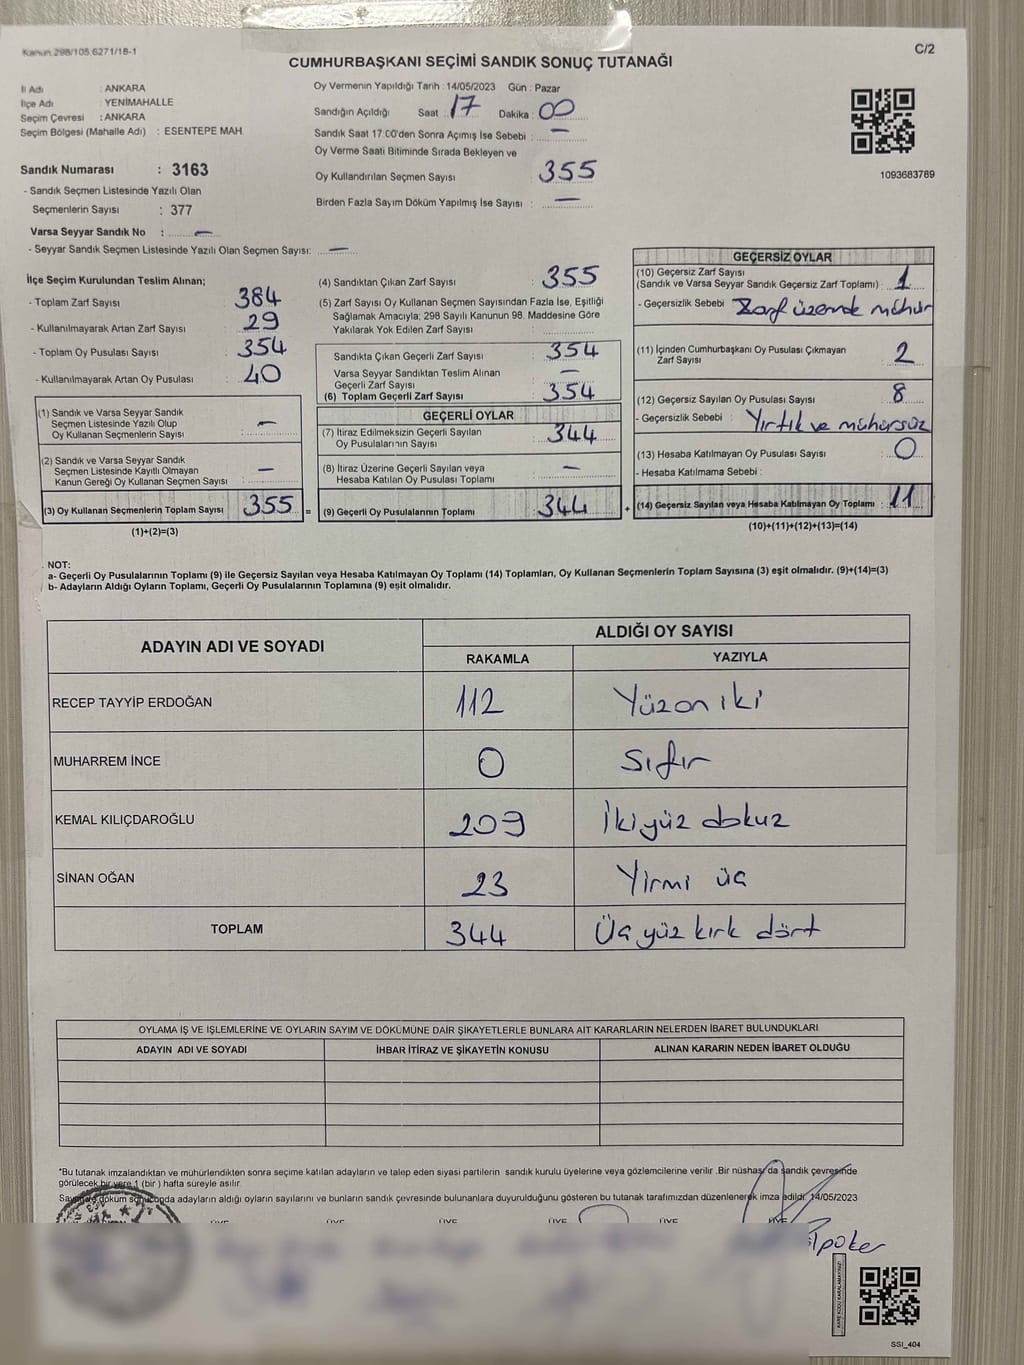 Kanun 298/105,6271/18-1
C/2
CUMHURBAŞKANI SEÇİMİ SANDIK SONUÇ TUTANAĞI
İl Adı : ANKARA
İlçe Adı : YENİMAHALLE
Seçim Çevresi : ANKARA
Seçim Bölgesi (Mahalle Adı) : ESENTEPE MAH.
Sandık Numarası : 3163
- Sandık Seçmen Listesinde Yazılı Olan
Seçmenlerin Sayısı : 377
Varsa Seyyar Sandık No : —
- Seyyar Sandık Seçmen Listesinde Yazılı Olan Seçmen Sayısı: —
Oy Vermenin Yapıldığı Tarih : 14/05/2023 Gün : Pazar
Sandığın Açıldığı Saat : 17 Dakika : 00
Sandık Saat 17:00'den Sonra Açımış İse Sebebi : —
Oy Verme Saati Bitiminde Sırada Bekleyen ve
Oy Kullandırılan Seçmen Sayısı : 355
Birden Fazla Sayım Döküm Yapılmış İse Sayısı : —
1093683789
İlçe Seçim Kurulundan Teslim Alınan;
- Toplam Zarf Sayısı : 384
- Kullanılmayarak Artan Zarf Sayısı : 29
- Toplam Oy Pusulası Sayısı : 354
- Kullanılmayarak Artan Oy Pusulası : 40
(1) Sandık ve Varsa Seyyar Sandık
Seçmen Listesinde Yazılı Olup
Oy Kullanan Seçmenlerin Sayısı : —
(2) Sandık ve Varsa Seyyar Sandık
Seçmen Listesinde Kayıtlı Olmayan
Kanun Gereği Oy Kullanan Seçmen Sayısı : —
(3) Oy Kullanan Seçmenlerin Toplam Sayısı 355 =
(1)+(2)=(3)
(4) Sandıktan Çıkan Zarf Sayısı : 355
(5) Zarf Sayısı Oy Kullanan Seçmen Sayısından Fazla İse, Eşitliği
Sağlamak Amacıyla; 298 Sayılı Kanunun 98. Maddesine Göre
Yakılarak Yok Edilen Zarf Sayısı :
Sandıkta Çıkan Geçerli Zarf Sayısı : 354
Varsa Seyyar Sandıktan Teslim Alınan
Geçerli Zarf Sayısı : —
(6) Toplam Geçerli Zarf Sayısı : 354
GEÇERLİ OYLAR
(7) İtiraz Edilmeksizin Geçerli Sayılan
Oy Pusulalarının Sayısı : 344
(8) İtiraz Üzerine Geçerli Sayılan veya
Hesaba Katılan Oy Pusulası Toplamı : —
(9) Geçerli Oy Pusulalarının Toplamı : 344 +
GEÇERSİZ OYLAR
(10) Geçersiz Zarf Sayısı
(Sandık ve Varsa Seyyar Sandık Geçersiz Zarf Toplamı) : 1
- Geçersizlik Sebebi : Zarf üzerinde mühür
(11) İçinden Cumhurbaşkanı Oy Pusulası Çıkmayan
Zarf Sayısı : 2
(12) Geçersiz Sayılan Oy Pusulası Sayısı : 8
- Geçersizlik Sebebi : Yırtık ve mühürsüz
(13) Hesaba Katılmayan Oy Pusulası Sayısı : 0
- Hesaba Katılmama Sebebi :
(14) Geçersiz Sayılan veya Hesaba Katılmayan Oy Toplamı : 11
(10)+(11)+(12)+(13)=(14)
NOT:
a- Geçerli Oy Pusulalarının Toplamı (9) ile Geçersiz Sayılan veya Hesaba Katılmayan Oy Toplamı (14) Toplamları, Oy Kullanan Seçmenlerin Toplam Sayısına (3) eşit olmalıdır. (9)+(14)=(3)
b- Adayların Aldığı Oyların Toplamı, Geçerli Oy Pusulalarının Toplamına (9) eşit olmalıdır.
ADAYIN ADI VE SOYADI ALDIĞI OY SAYISI
RAKAMLA YAZIYLA
RECEP TAYYİP ERDOĞAN 112 Yüzon iki
MUHARREM İNCE 0 Sıfır
KEMAL KILIÇDAROĞLU 209 İkiyüz dokuz
SİNAN OĞAN 23 Yirmi üç
TOPLAM 344 Üç yüz kırk dört
OYLAMA İŞ VE İŞLEMLERİNE VE OYLARIN SAYIM VE DÖKÜMÜNE DAİR ŞİKAYETLERLE BUNLARA AİT KARARLARIN NELERDEN İBARET BULUNDUKLARI
ADAYIN ADI VE SOYADI İHBAR İTİRAZ VE ŞİKAYETİN KONUSU ALINAN KARARIN NEDEN İBARET OLDUĞU
*Bu tutanak imzalandıktan ve mühürlendikten sonra seçime katılan adayların ve talep eden siyasi partilerin sandık kurulu üyelerine veya gözlemcilerine verilir .Bir nüshası da sandık çevresinde
görülecek bir yere 1 (bir ) hafta süreyle asılır.
döküm sonucunda adayların aldığı oyların sayılarını ve bunların sandık çevresinde bulunanlara duyurulduğunu gösteren bu tutanak tarafımızdan düzenlenerek imza edildi. 14/05/2023
ÜYE ÜYE ÜYE ÜYE ÜYE ÜYE
SSI_404